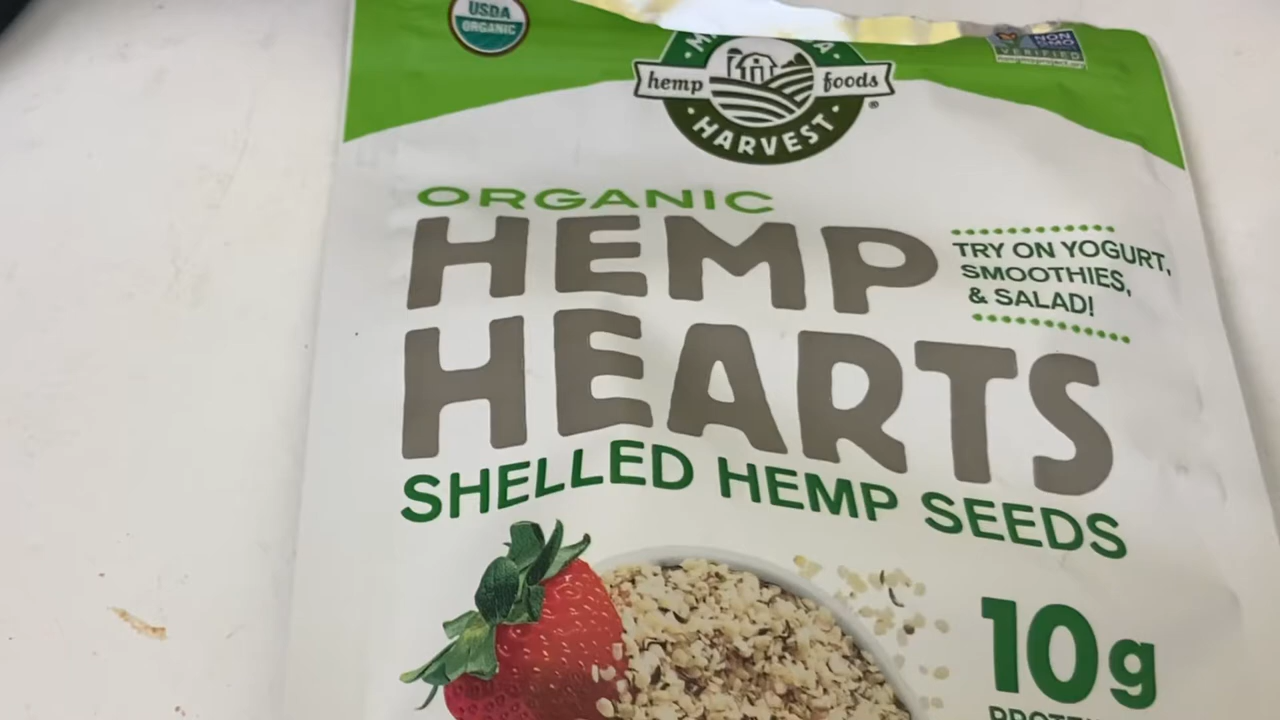 USDA
ORGANIC
NON
GMO
VERIFIED
hemp foods
HARVEST
®
ORGANIC
HEMP
HEARTS
TRY ON YOGURT,
SMOOTHIES,
& SALAD!
SHELLED HEMP SEEDS
10g